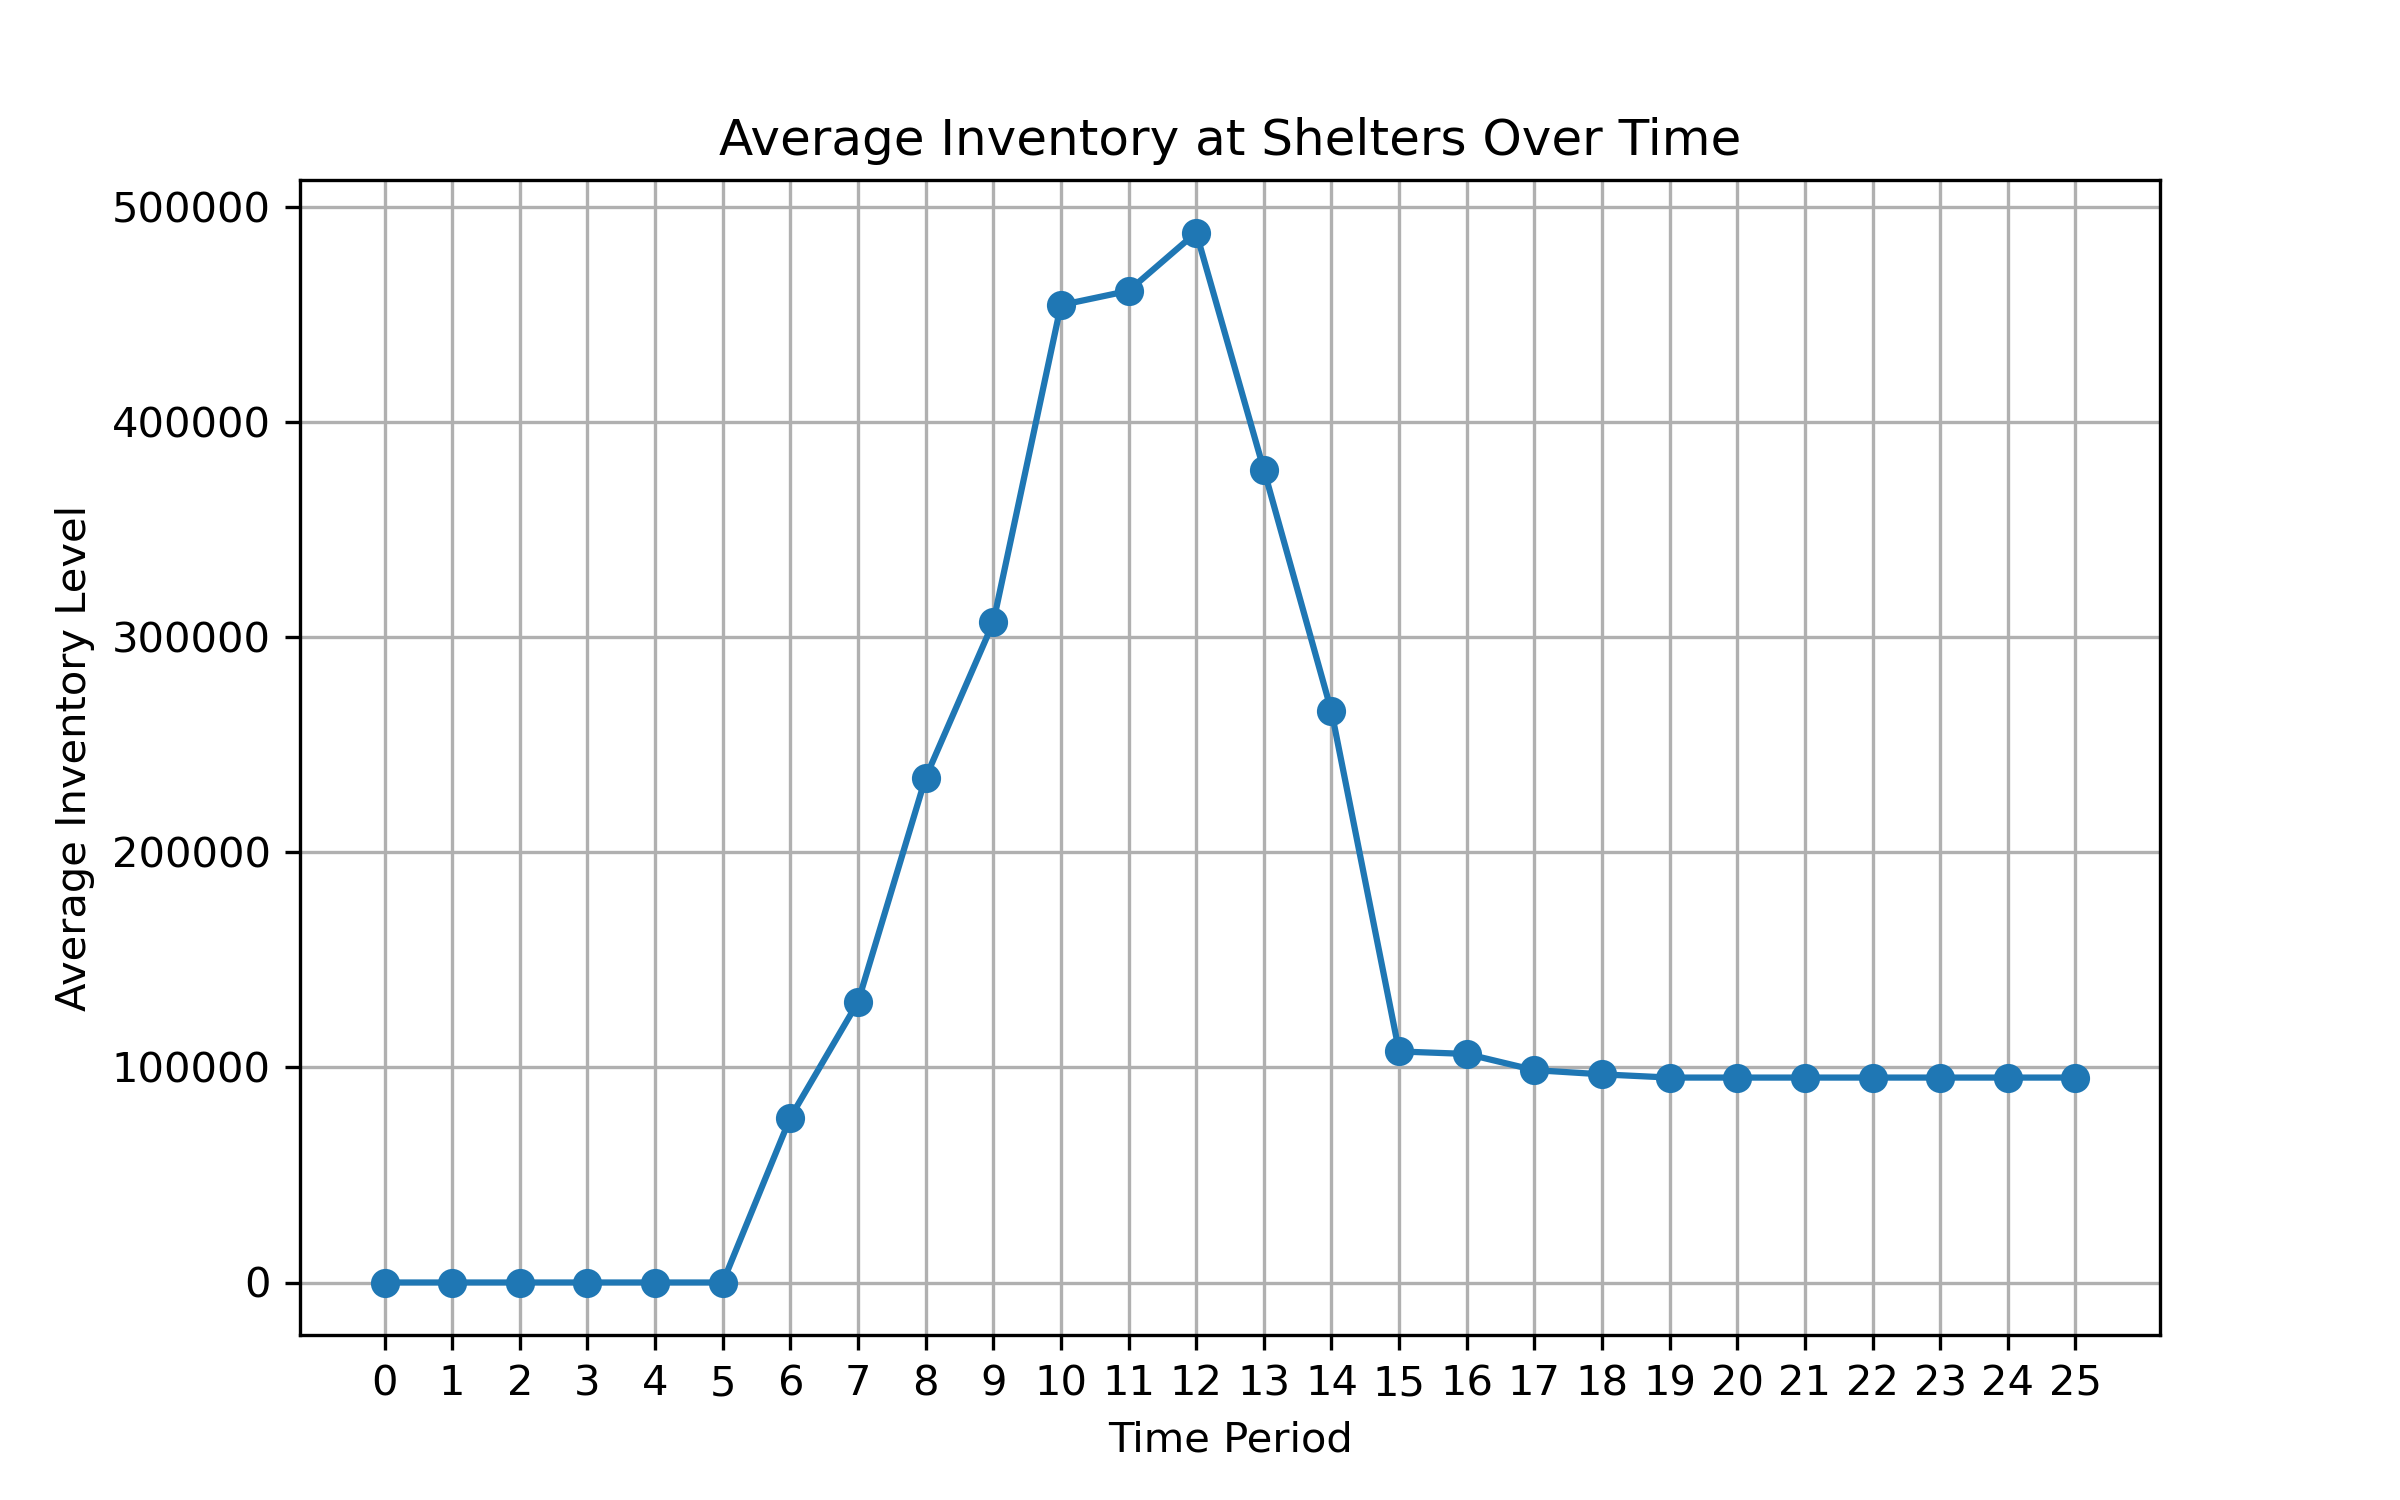 Average Inventory at Shelters Over Time
500000
400000
300000
200000
100000
0
Average Inventory Level
0 1 2 3 4 5 6 7 8 9 10 11 12 13 14 15 16 17 18 19 20 21 22 23 24 25
Time Period